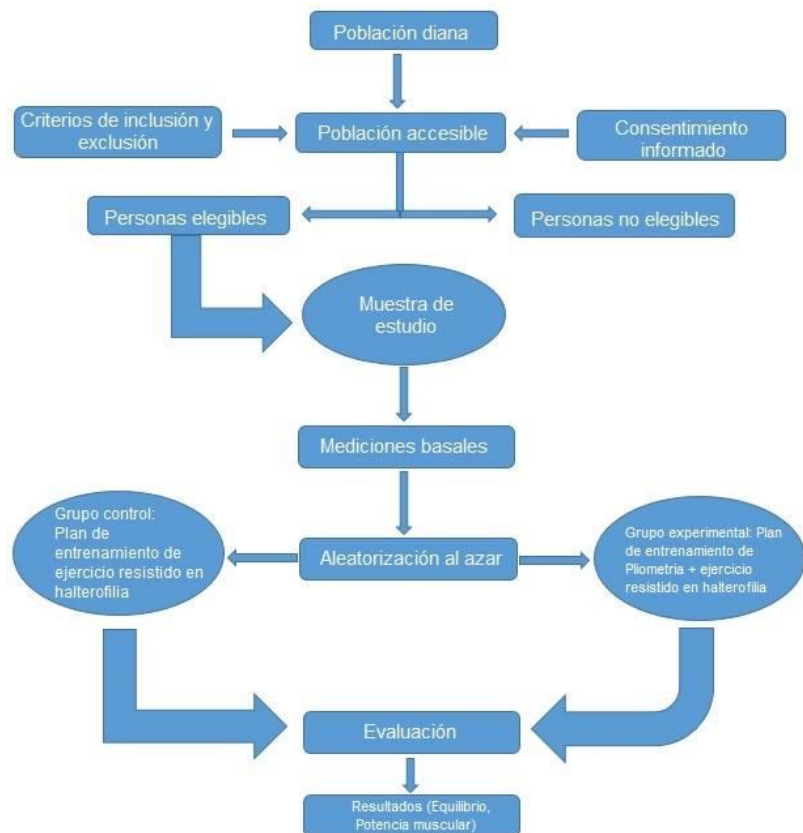 Población diana
Criterios de inclusión y
exclusión
Población accesible
Consentimiento
informado
Personas elegibles
Personas no elegibles
Muestra de
estudio
Mediciones basales
Grupo control:
Plan de
entrenamiento de
ejercicio resistido en
halterofilia
Aleatorización al azar
Grupo experimental: Plan
de entrenamiento de
Pliometria + ejercicio
resistido en halterofilia
Evaluación
Resultados (Equilibrio,
Potencia muscular)